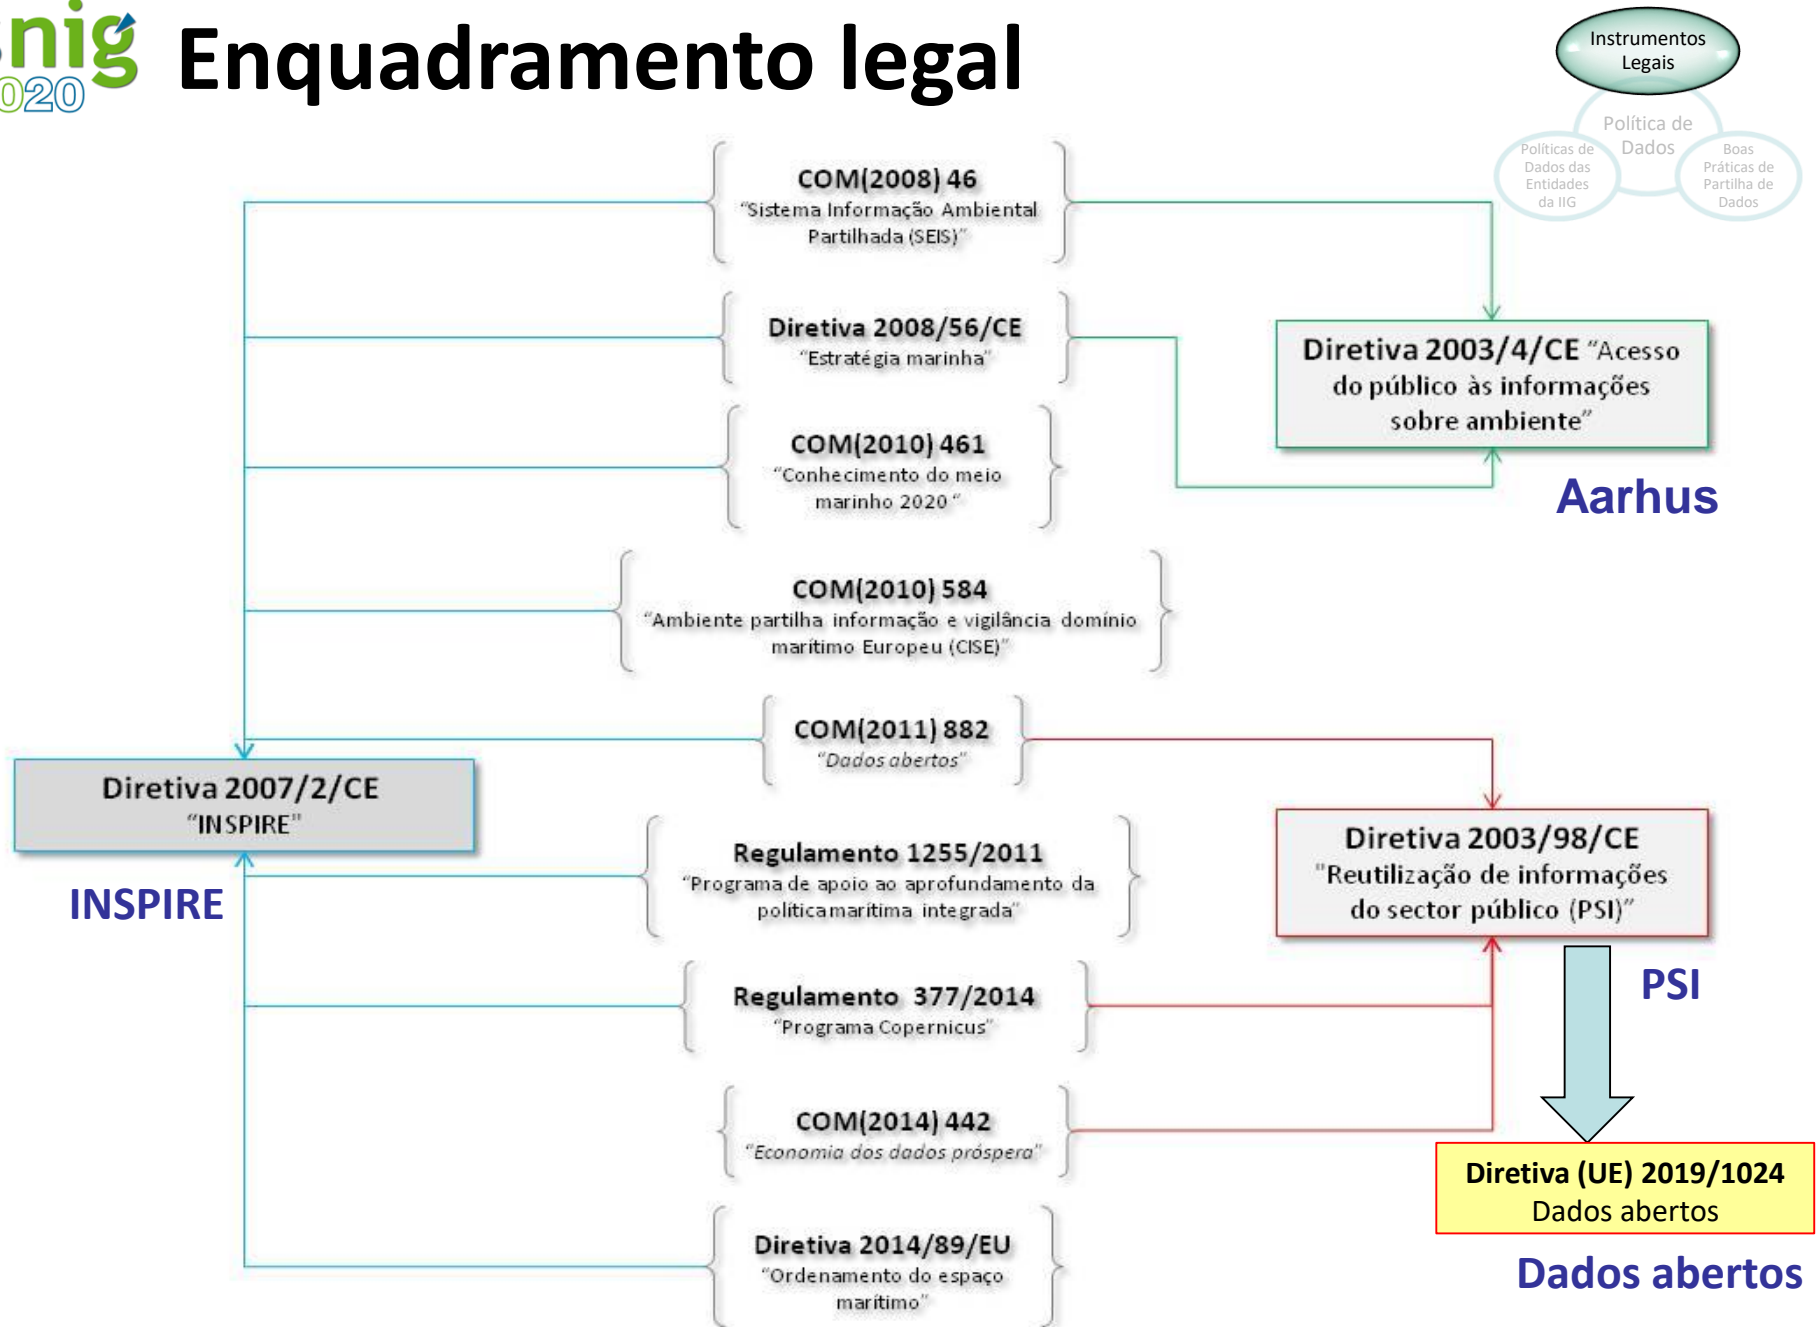 snig
2020
Enquadramento legal
Instrumentos
Legais
Política de
Dados
Políticas de
Dados das
Entidades
da IIG
Boas
Práticas de
Partilha de
Dados
COM(2008) 46
“Sistema Informação Ambiental
Partilhada (SEIS)”
Diretiva 2008/56/CE
“Estratégia marinha”
Diretiva 2003/4/CE “Acesso
do público às informações
sobre ambiente”
Aarhus
COM(2010) 461
“Conhecimento do meio
marinho 2020 “
COM(2010) 584
“Ambiente partilha informação e vigilância domínio
marítimo Europeu (CISE)”
COM(2011) 882
“Dados abertos”
Diretiva 2007/2/CE
“INSPIRE”
INSPIRE
Regulamento 1255/2011
“Programa de apoio ao aprofundamento da
política marítima integrada”
Diretiva 2003/98/CE
"Reutilização de informações
do sector público (PSI)”
PSI
Regulamento 377/2014
“Programa Copernicus”
COM(2014) 442
“Economia dos dados próspera”
Diretiva (UE) 2019/1024
Dados abertos
Dados abertos
Diretiva 2014/89/EU
“Ordenamento do espaço
marítimo”